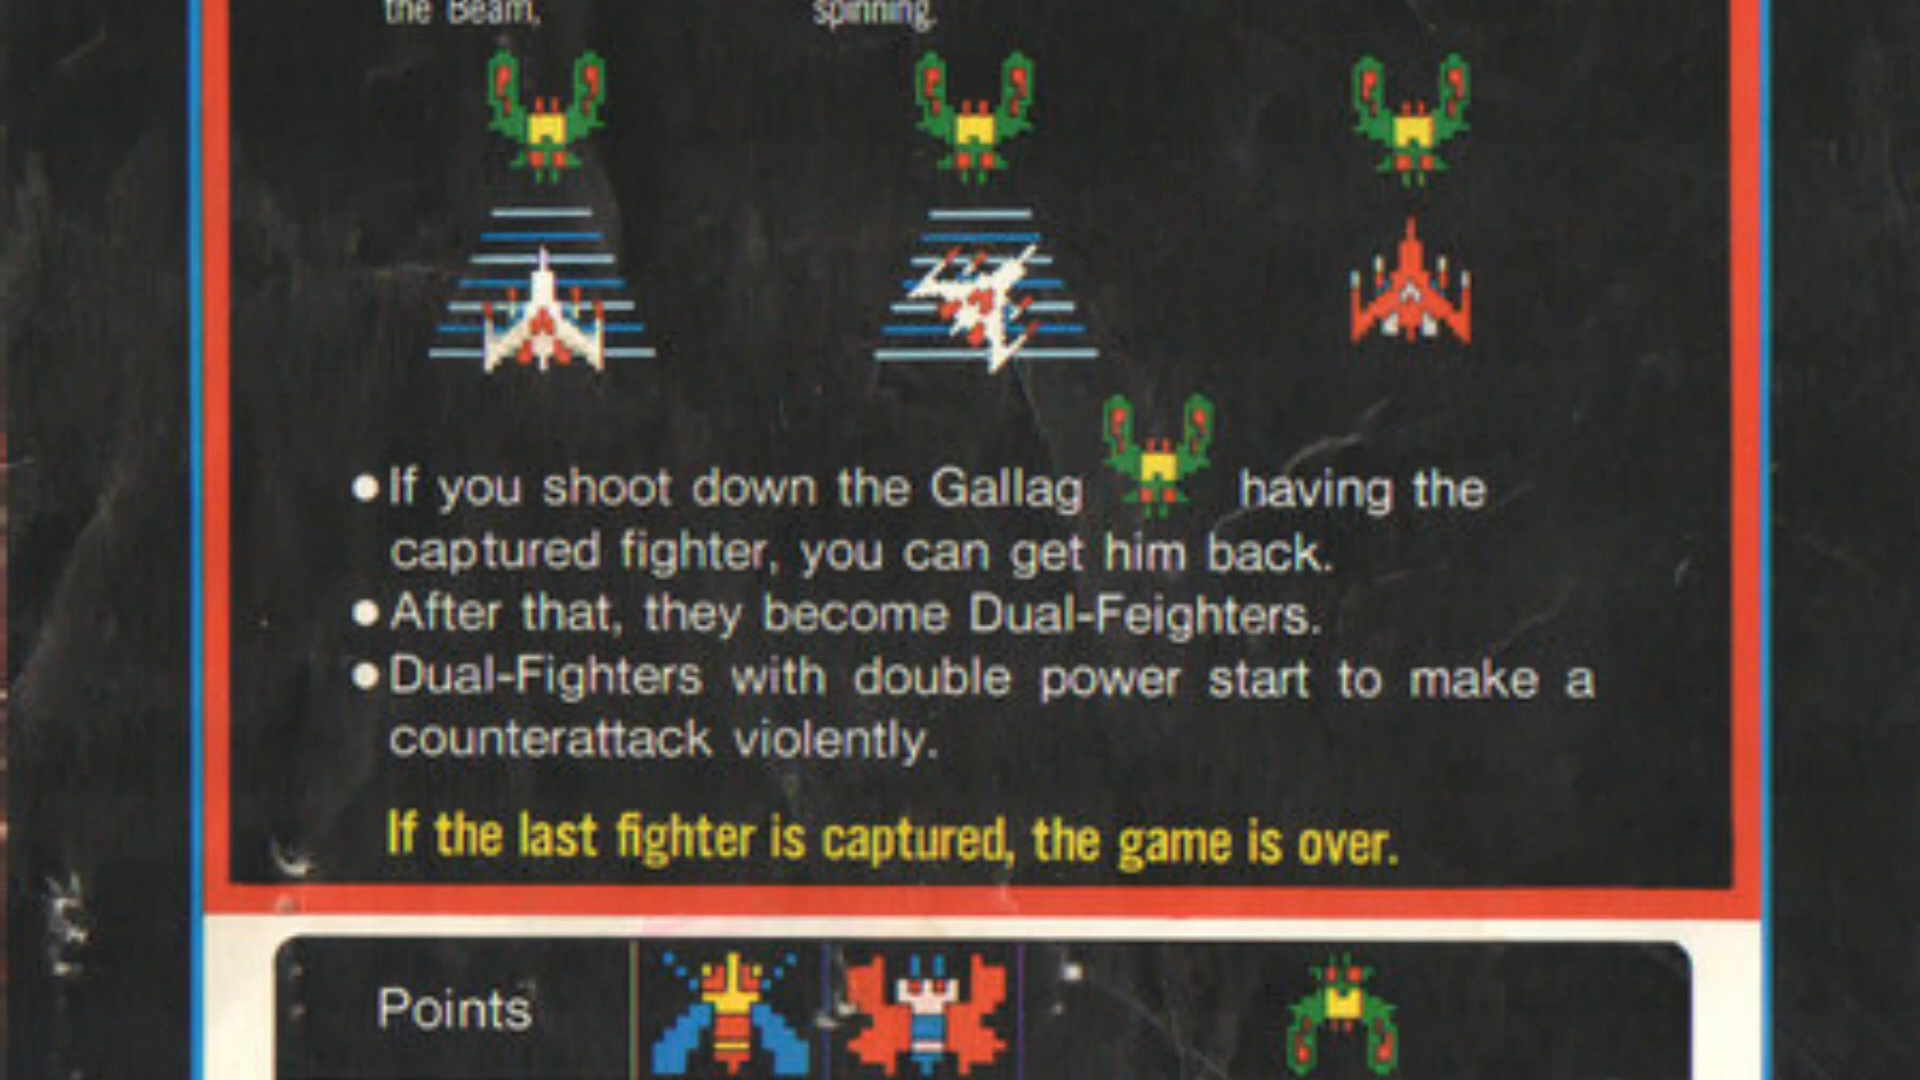 the Beam,
spinning.
●If you shoot down the Gallag having the
captured fighter, you can get him back.
●After that, they become Dual-Feighters.
●Dual-Fighters with double power start to make a
counterattack violently.
If the last fighter is captured, the game is over.
Points